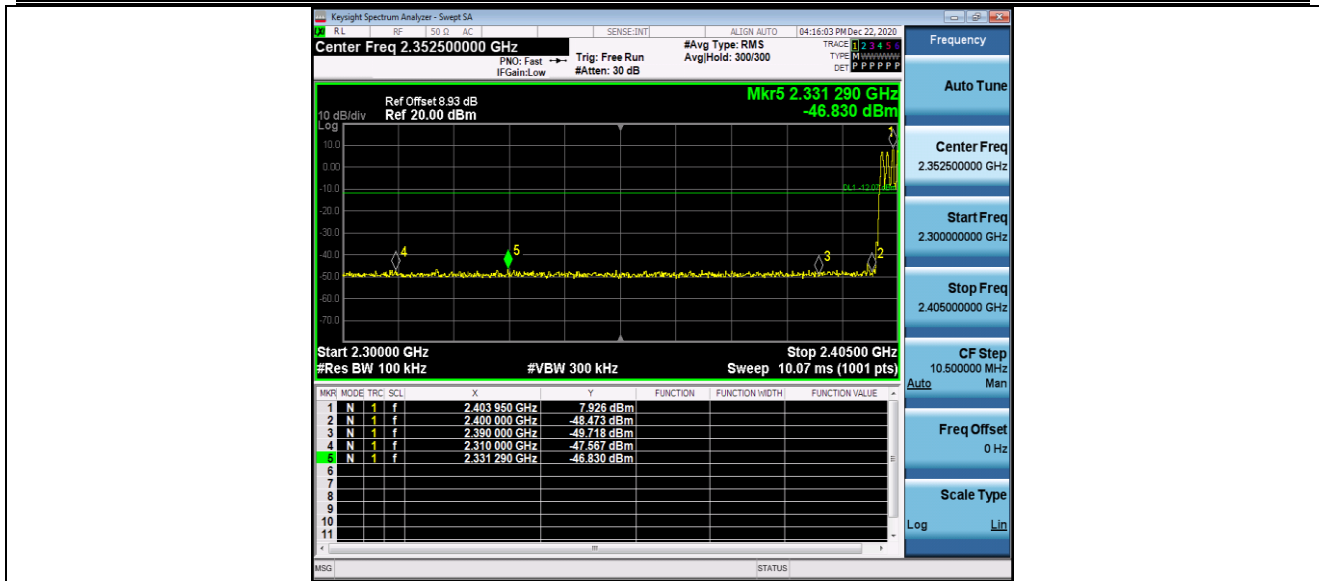 Keysight Spectrum Analyzer - Swept SA
RL RF 50 Ω AC SENSE:INT ALIGN AUTO 04:16:03 PM Dec 22, 2020
Center Freq 2.352500000 GHz
PNO: Fast
IFGain:Low
Trig: Free Run
#Atten: 30 dB
#Avg Type: RMS
Avg|Hold: 300/300
TRACE 1 2 3 4 5 6
TYPE M WWWWW
DET P P P P P P
Mkr5 2.331 290 GHz
-46.830 dBm
Ref Offset 8.93 dB
10 dB/div Ref 20.00 dBm
Log
10.0
0.00
-10.0
-20.0
-30.0
-40.0
-50.0
-60.0
-70.0
DL1 -12.07 dBm
1
2
3
4
5
Start 2.30000 GHz Stop 2.40500 GHz
#Res BW 100 kHz #VBW 300 kHz Sweep 10.07 ms (1001 pts)
MKR MODE TRC SCL X Y FUNCTION FUNCTION WIDTH FUNCTION VALUE
1 N 1 f 2.403 950 GHz 7.926 dBm
2 N 1 f 2.400 000 GHz -48.473 dBm
3 N 1 f 2.390 000 GHz -49.718 dBm
4 N 1 f 2.310 000 GHz -47.567 dBm
5 N 1 f 2.331 290 GHz -46.830 dBm
6
7
8
9
10
11
MSG STATUS
Frequency
Auto Tune
Center Freq
2.352500000 GHz
Start Freq
2.300000000 GHz
Stop Freq
2.405000000 GHz
CF Step
10.500000 MHz
Auto Man
Freq Offset
0 Hz
Scale Type
Log Lin